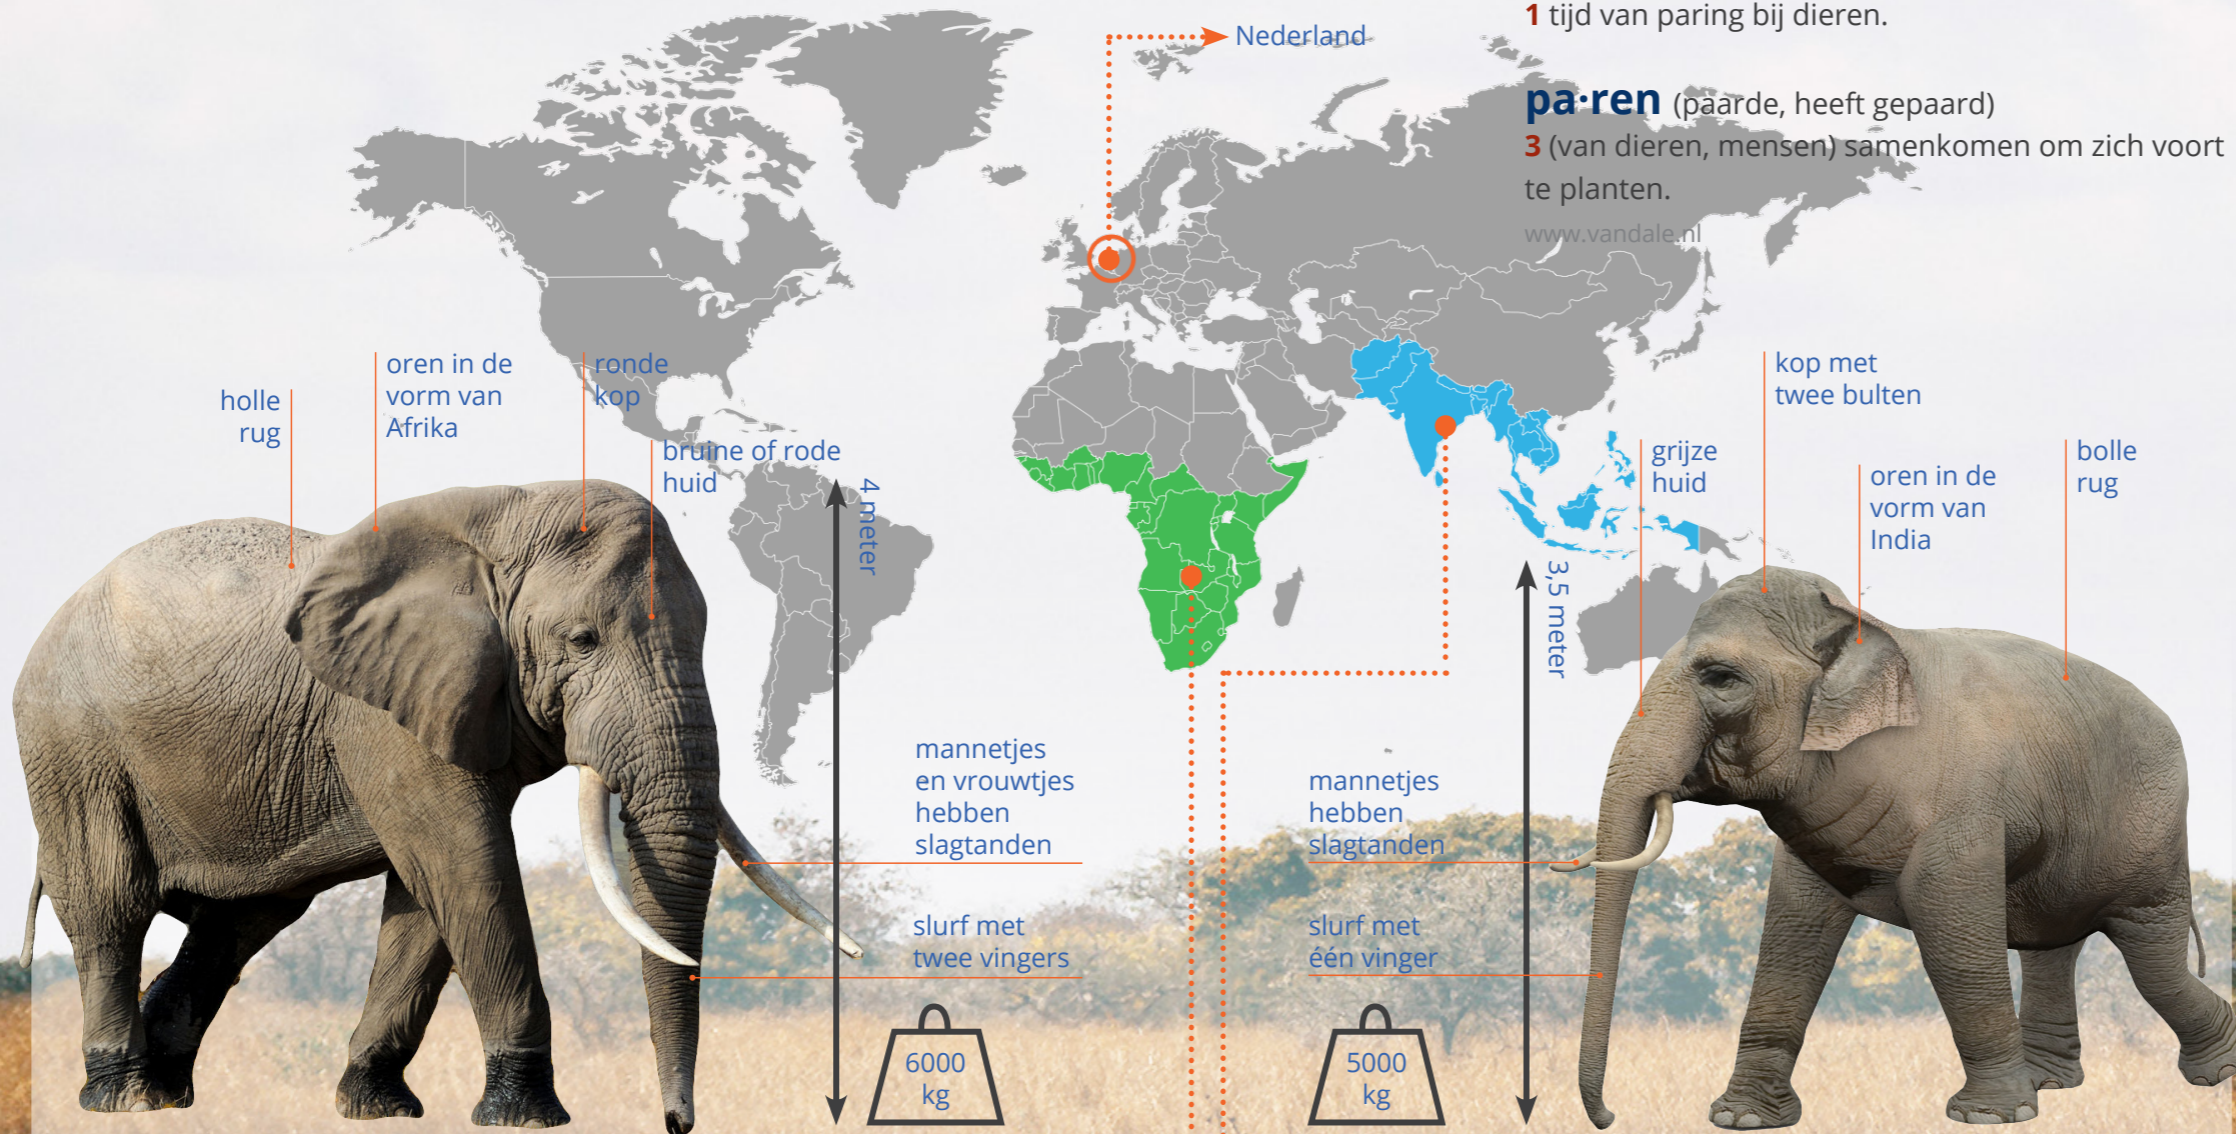 1 tijd van paring bij dieren.
pa·ren (paarde, heeft gepaard)
3 (van dieren, mensen) samenkomen om zich voort
te planten.
www.vandale.nl
Nederland
holle
rug
oren in de
vorm van
Afrika
ronde
kop
bruine of rode
huid
4 meter
mannetjes
en vrouwtjes
hebben
slagtanden
slurf met
twee vingers
6000
kg
mannetjes
hebben
slagtanden
slurf met
één vinger
5000
kg
3,5 meter
grijze
huid
kop met
twee bulten
oren in de
vorm van
India
bolle
rug